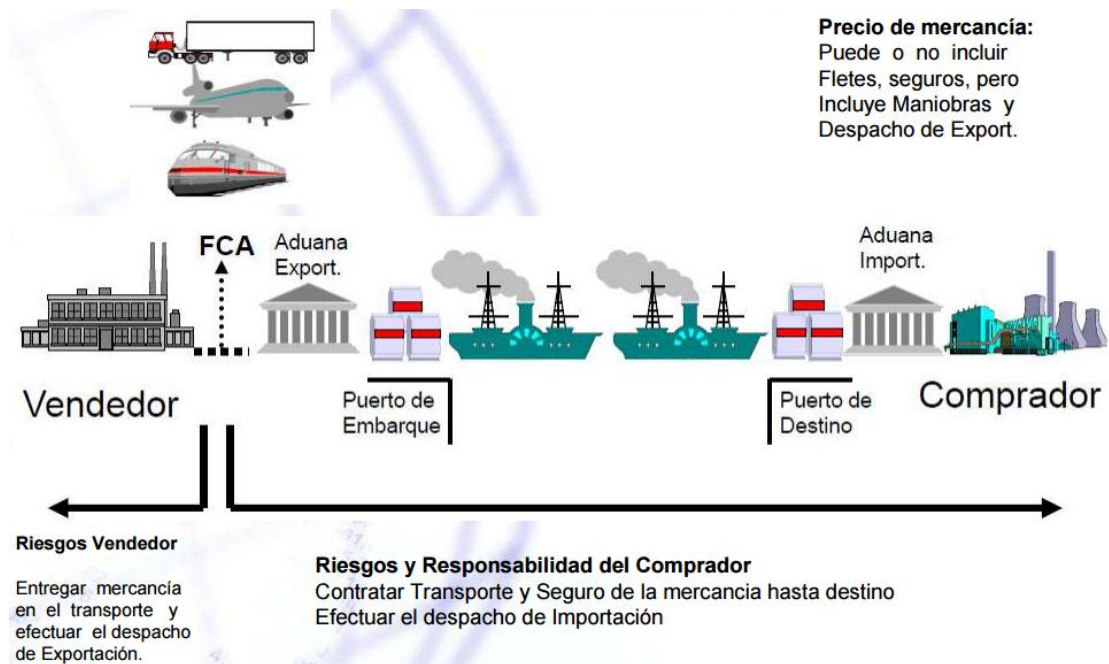 Precio de mercancía:
Puede o no incluir
Fletes, seguros, pero
Incluye Maniobras y
Despacho de Export.
FCA
Aduana
Export.
Aduana
Import.
Vendedor
Puerto de
Embarque
Puerto de
Destino
Comprador
Riesgos Vendedor
Entregar mercancía
en el transporte y
efectuar el despacho
de Exportación.
Riesgos y Responsabilidad del Comprador
Contratar Transporte y Seguro de la mercancia hasta destino
Efectuar el despacho de Importación